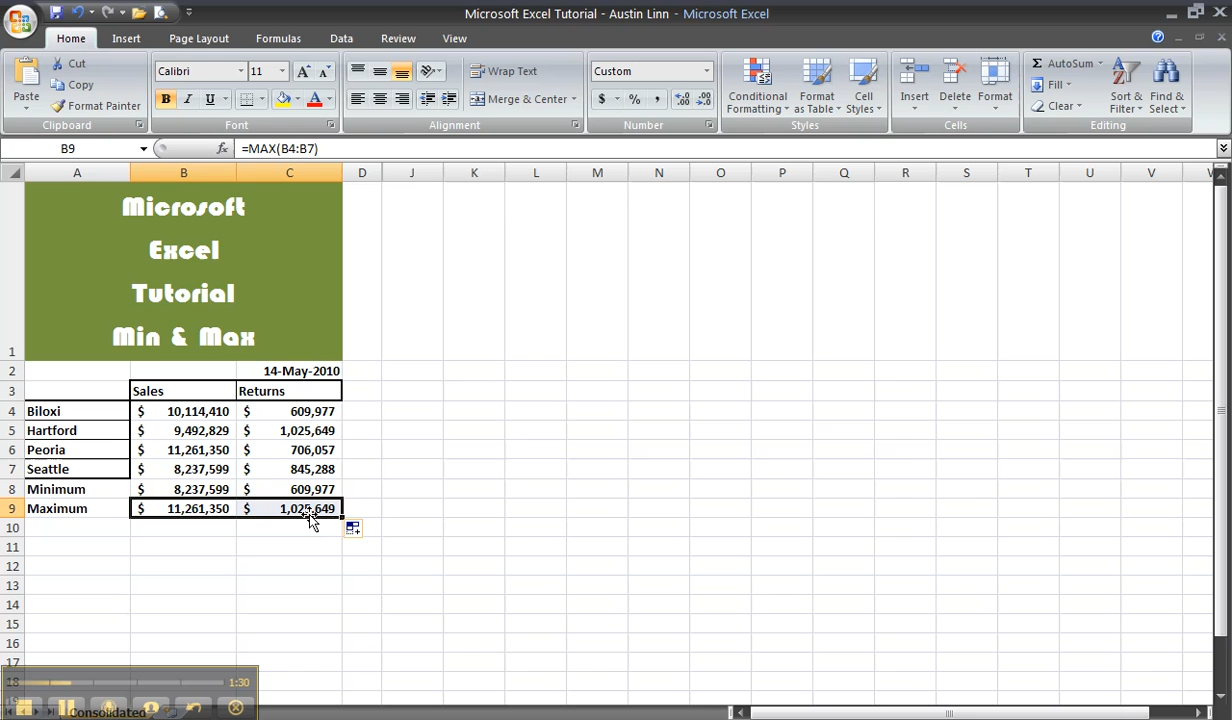 Microsoft Excel Tutorial - Austin Linn - Microsoft Excel
Home Insert Page Layout Formulas Data Review View
Paste
Cut
Copy
Format Painter
Clipboard
Calibri 11
B I U A
Font
Wrap Text
Merge & Center
Alignment
Custom
$ % ,
Number
Conditional Formatting
Format as Table
Cell Styles
Styles
Insert Delete Format
Cells
Σ AutoSum
Fill
Clear
Sort & Filter
Find & Select
Editing
B9 fx =MAX(B4:B7)
A B C D J K L M N O P Q R S T U V
1 Microsoft
Excel
Tutorial
Min & Max
2 14-May-2010
3 Sales Returns
4 Biloxi $ 10,114,410 $ 609,977
5 Hartford $ 9,492,829 $ 1,025,649
6 Peoria $ 11,261,350 $ 706,057
7 Seattle $ 8,237,599 $ 845,288
8 Minimum $ 8,237,599 $ 609,977
9 Maximum $ 11,261,350 $ 1,025,649
10
11
12
13
14
15
16
17
18
1:30
Consolidated